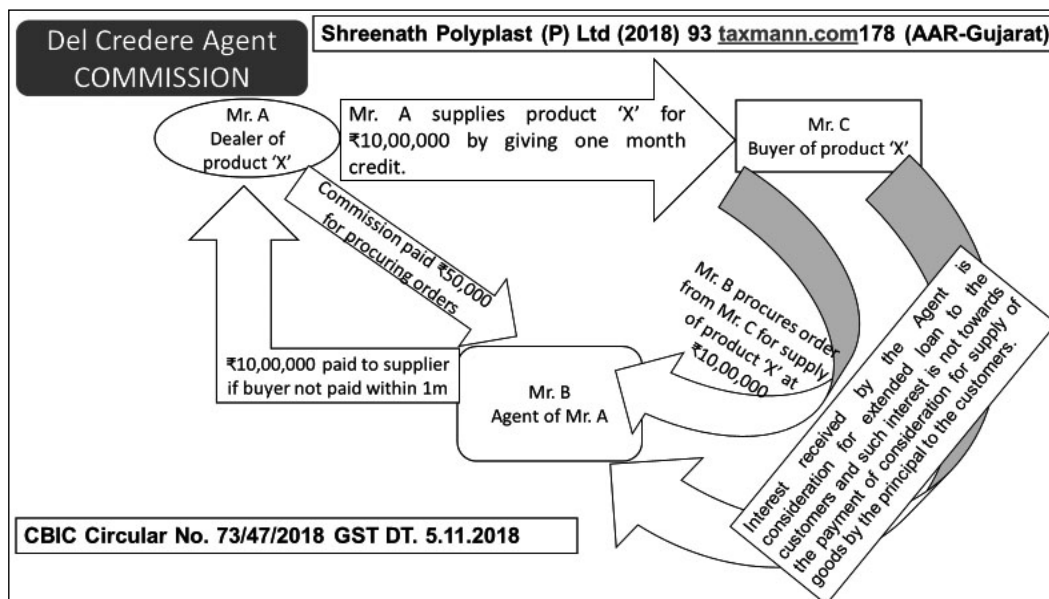 Del Credere Agent
COMMISSION
Shreenath Polyplast (P) Ltd (2018) 93 taxmann.com178 (AAR-Gujarat)
Mr. A
Dealer of
product ‘X’
Mr. A supplies product ‘X’ for
₹10,00,000 by giving one month
credit.
Mr. C
Buyer of product ‘X’
Commission paid ₹50,000
for procuring orders
Mr. B procures order
from Mr. C for supply
of product ‘X’ at
₹10,00,000
Interest received by the Agent is
consideration for extended loan to the
customers and such interest is not towards
the payment of consideration for supply of
goods by the principal to the customers.
₹10,00,000 paid to supplier
if buyer not paid within 1m
Mr. B
Agent of Mr. A
CBIC Circular No. 73/47/2018 GST DT. 5.11.2018